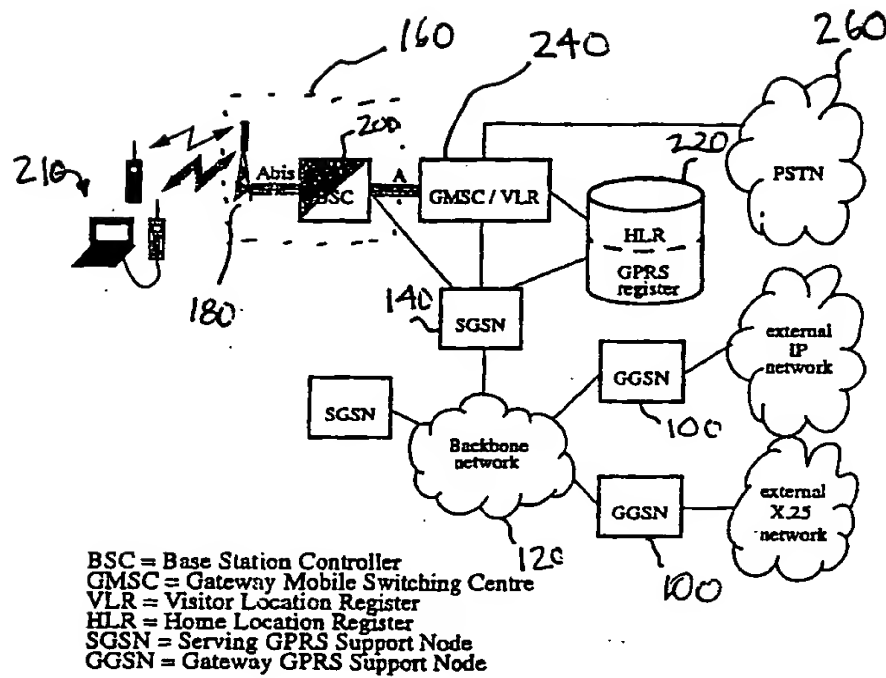 160
240
260
200
220
210
Abis
BSC
A
GMSC / VLR
PSTN
HLR
GPRS
register
180
140
SGSN
external
IP
network
GGSN
100
SGSN
Backbone
network
external
X.25
network
GGSN
120
100
BSC = Base Station Controller
GMSC = Gateway Mobile Switching Centre
VLR = Visitor Location Register
HLR = Home Location Register
SGSN = Serving GPRS Support Node
GGSN = Gateway GPRS Support Node